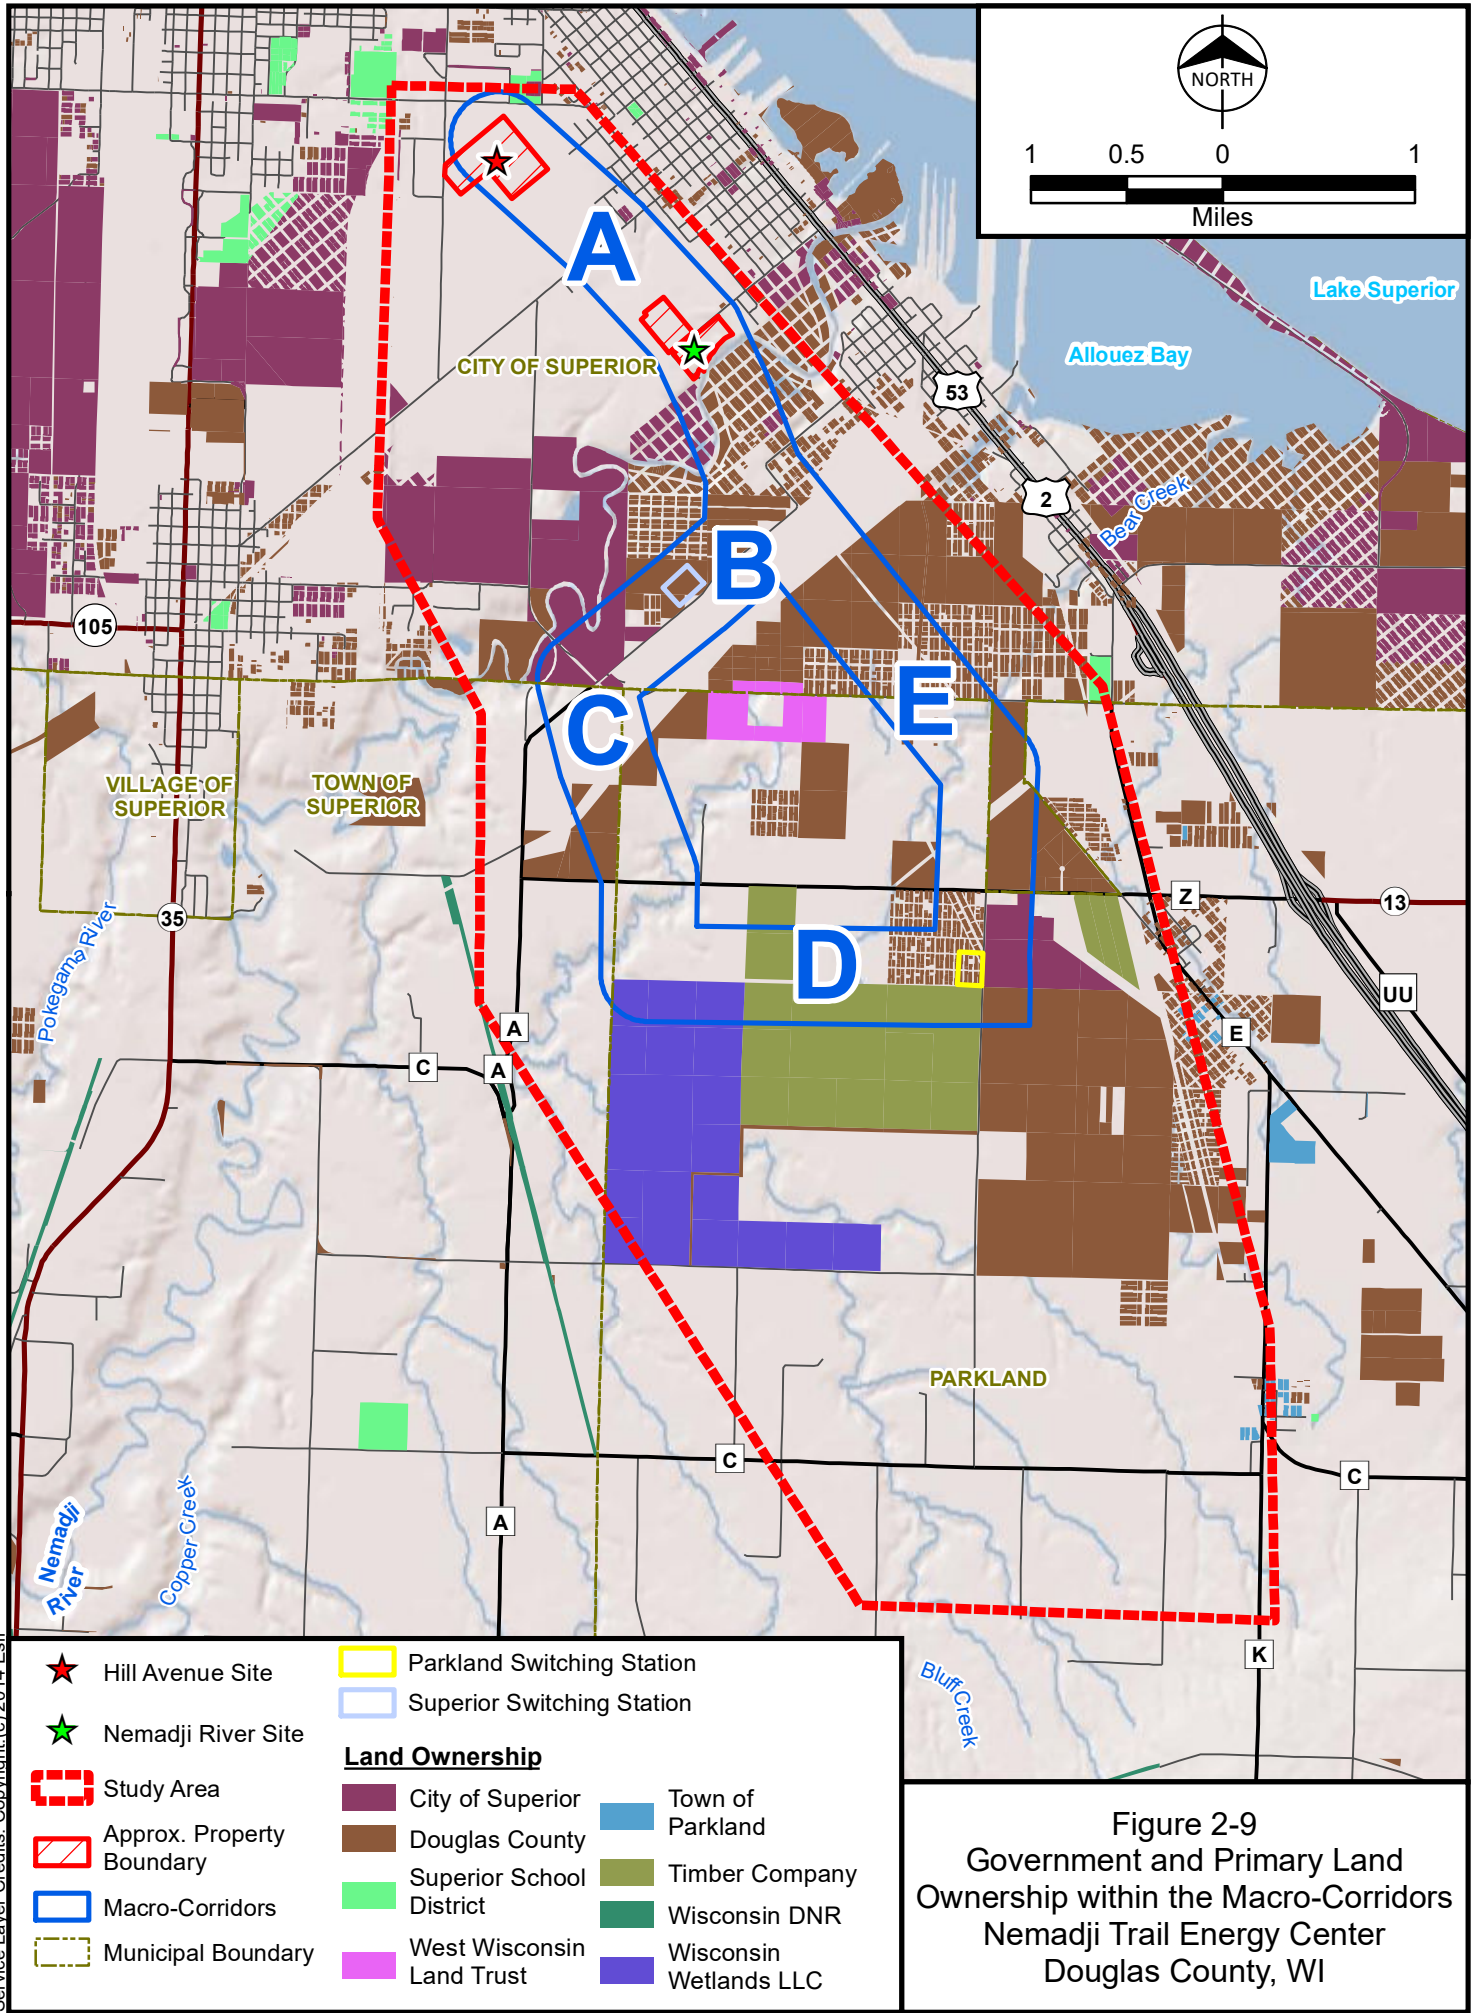 NORTH
1 0.5 0 1
Miles
Lake Superior
Allouez Bay
A
CITY OF SUPERIOR
53
2
Bear Creek
B
105
E
C
VILLAGE OF
SUPERIOR
TOWN OF
SUPERIOR
Z
13
35
D
Pokegama River
UU
A
E
C
A
PARKLAND
C
C
A
Nemadji
River
Copper Creek
K
Bluff Creek
Hill Avenue Site
Nemadji River Site
Study Area
Approx. Property
Boundary
Macro-Corridors
Municipal Boundary
Parkland Switching Station
Superior Switching Station
Land Ownership
City of Superior
Douglas County
Superior School
District
West Wisconsin
Land Trust
Town of
Parkland
Timber Company
Wisconsin DNR
Wisconsin
Wetlands LLC
Figure 2-9
Government and Primary Land
Ownership within the Macro-Corridors
Nemadji Trail Energy Center
Douglas County, WI